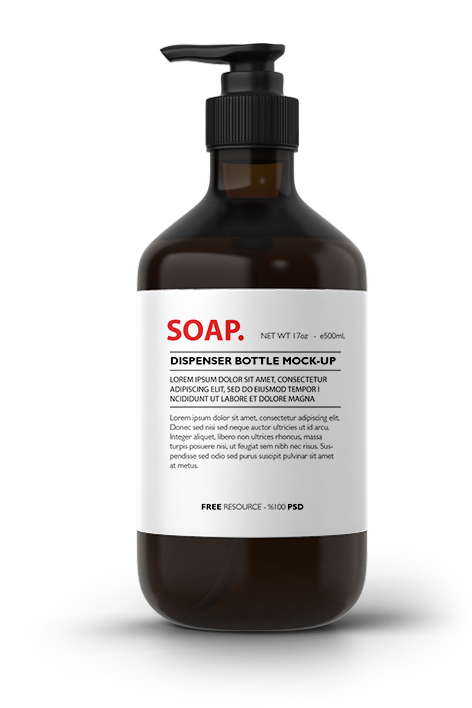 SOAP. NET WT 17oz - e500mL
DISPENSER BOTTLE MOCK-UP
LOREM IPSUM DOLOR SIT AMET, CONSECTETUR
ADIPISCING ELIT, SED DO EIUSMOD TEMPOR I
NCIDIDUNT UT LABORE ET DOLORE MAGNA
Lorem ipsum dolor sit amet, consectetur adipiscing elit.
Donec sed nisi sed neque auctor ultricies ut id arcu.
Integer aliquet, libero non ultrices rhoncus, massa
turpis posuere nisi, ut feugiat sem nibh nec risus. Sus-
pendisse sed odio sed purus suscipit pulvinar sit amet
at metus.
FREE RESOURCE - %100 PSD